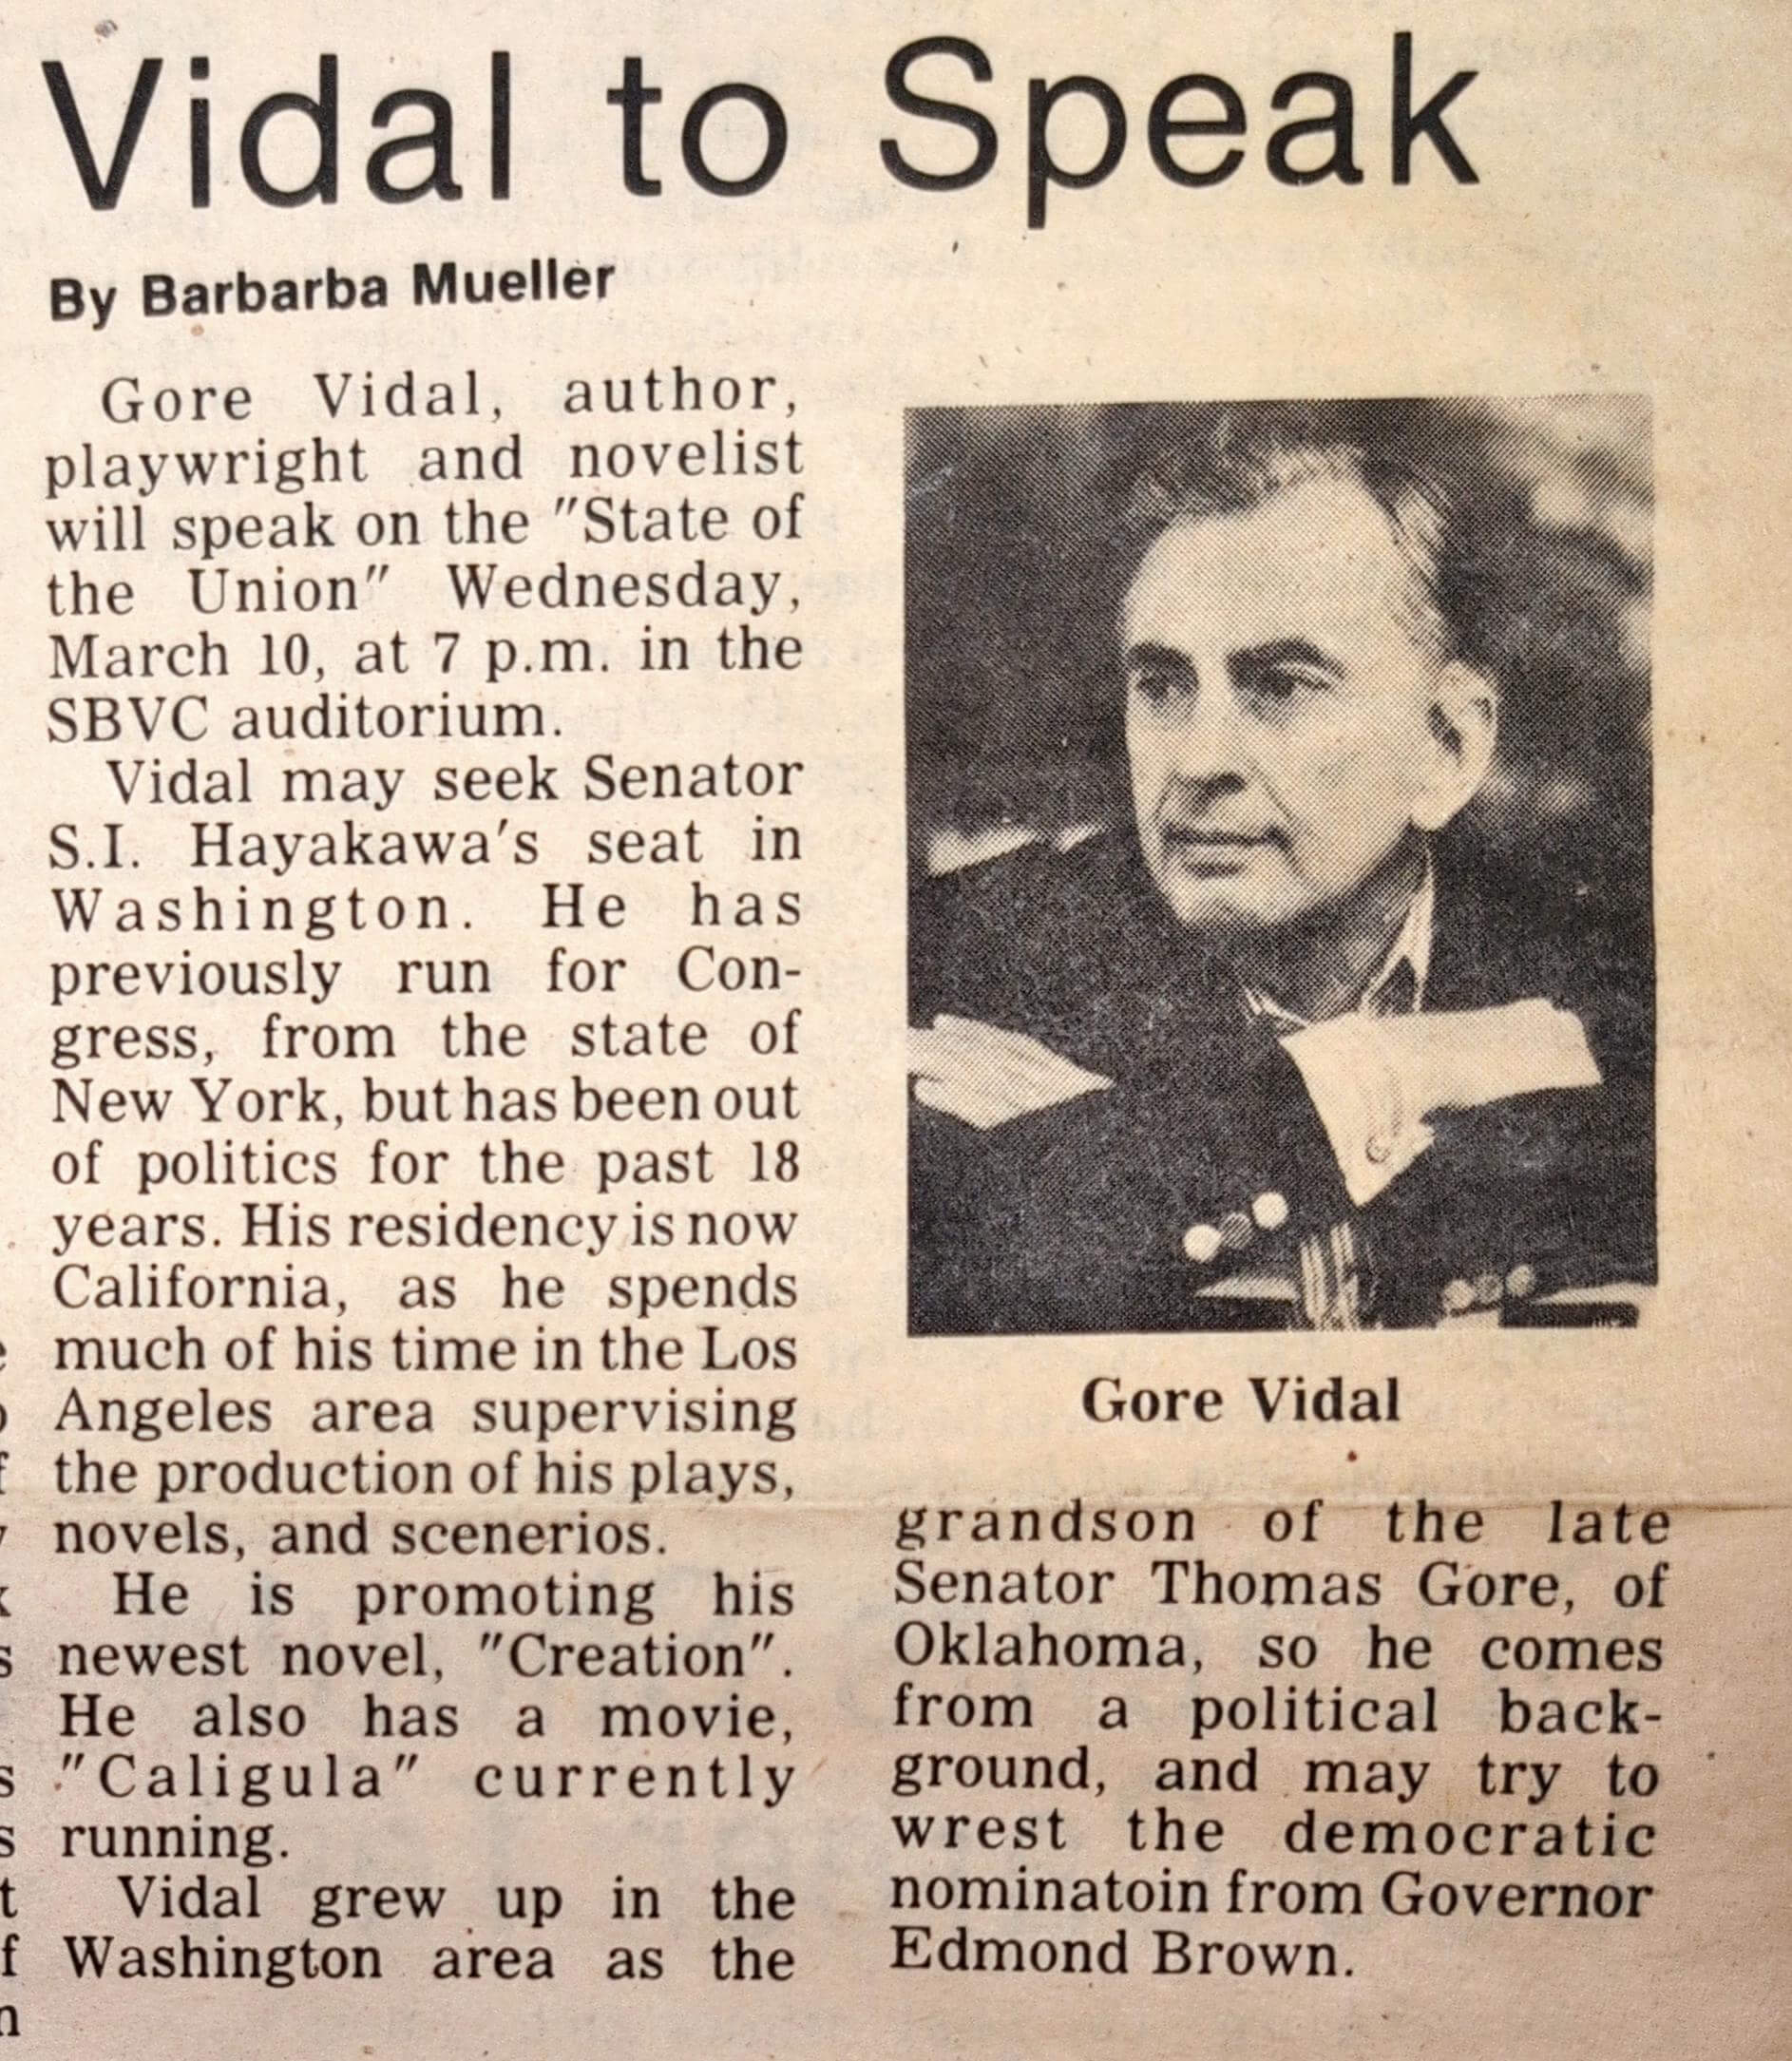 Vidal to Speak
By Barbarba Mueller
Gore Vidal, author,
playwright and novelist
will speak on the "State of
the Union" Wednesday,
March 10, at 7 p.m. in the
SBVC auditorium.
Vidal may seek Senator
S.I. Hayakawa's seat in
Washington. He has
previously run for Con-
gress, from the state of
New York, but has been out
of politics for the past 18
years. His residency is now
California, as he spends
much of his time in the Los
Angeles area supervising
the production of his plays,
novels, and scenerios.
He is promoting his
newest novel, "Creation".
He also has a movie,
"Caligula" currently
running.
Vidal grew up in the
Washington area as the
Gore Vidal
grandson of the late
Senator Thomas Gore, of
Oklahoma, so he comes
from a political back-
ground, and may try to
wrest the democratic
nominatoin from Governor
Edmond Brown.